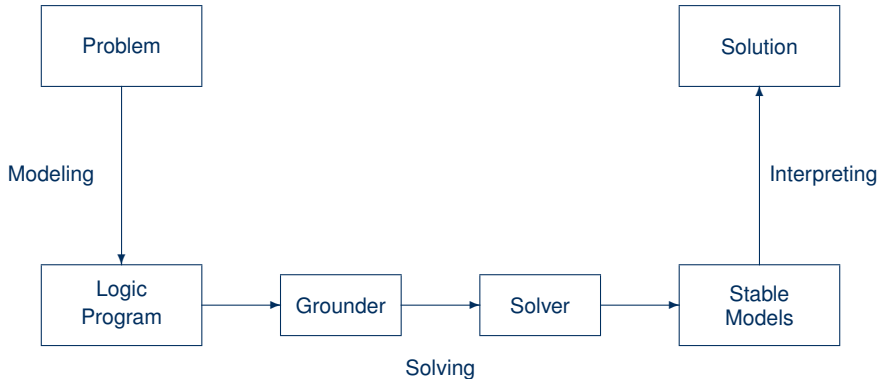 Problem
Solution
Modeling
Interpreting
Logic
Program
Grounder
Solver
Stable
Models
Solving